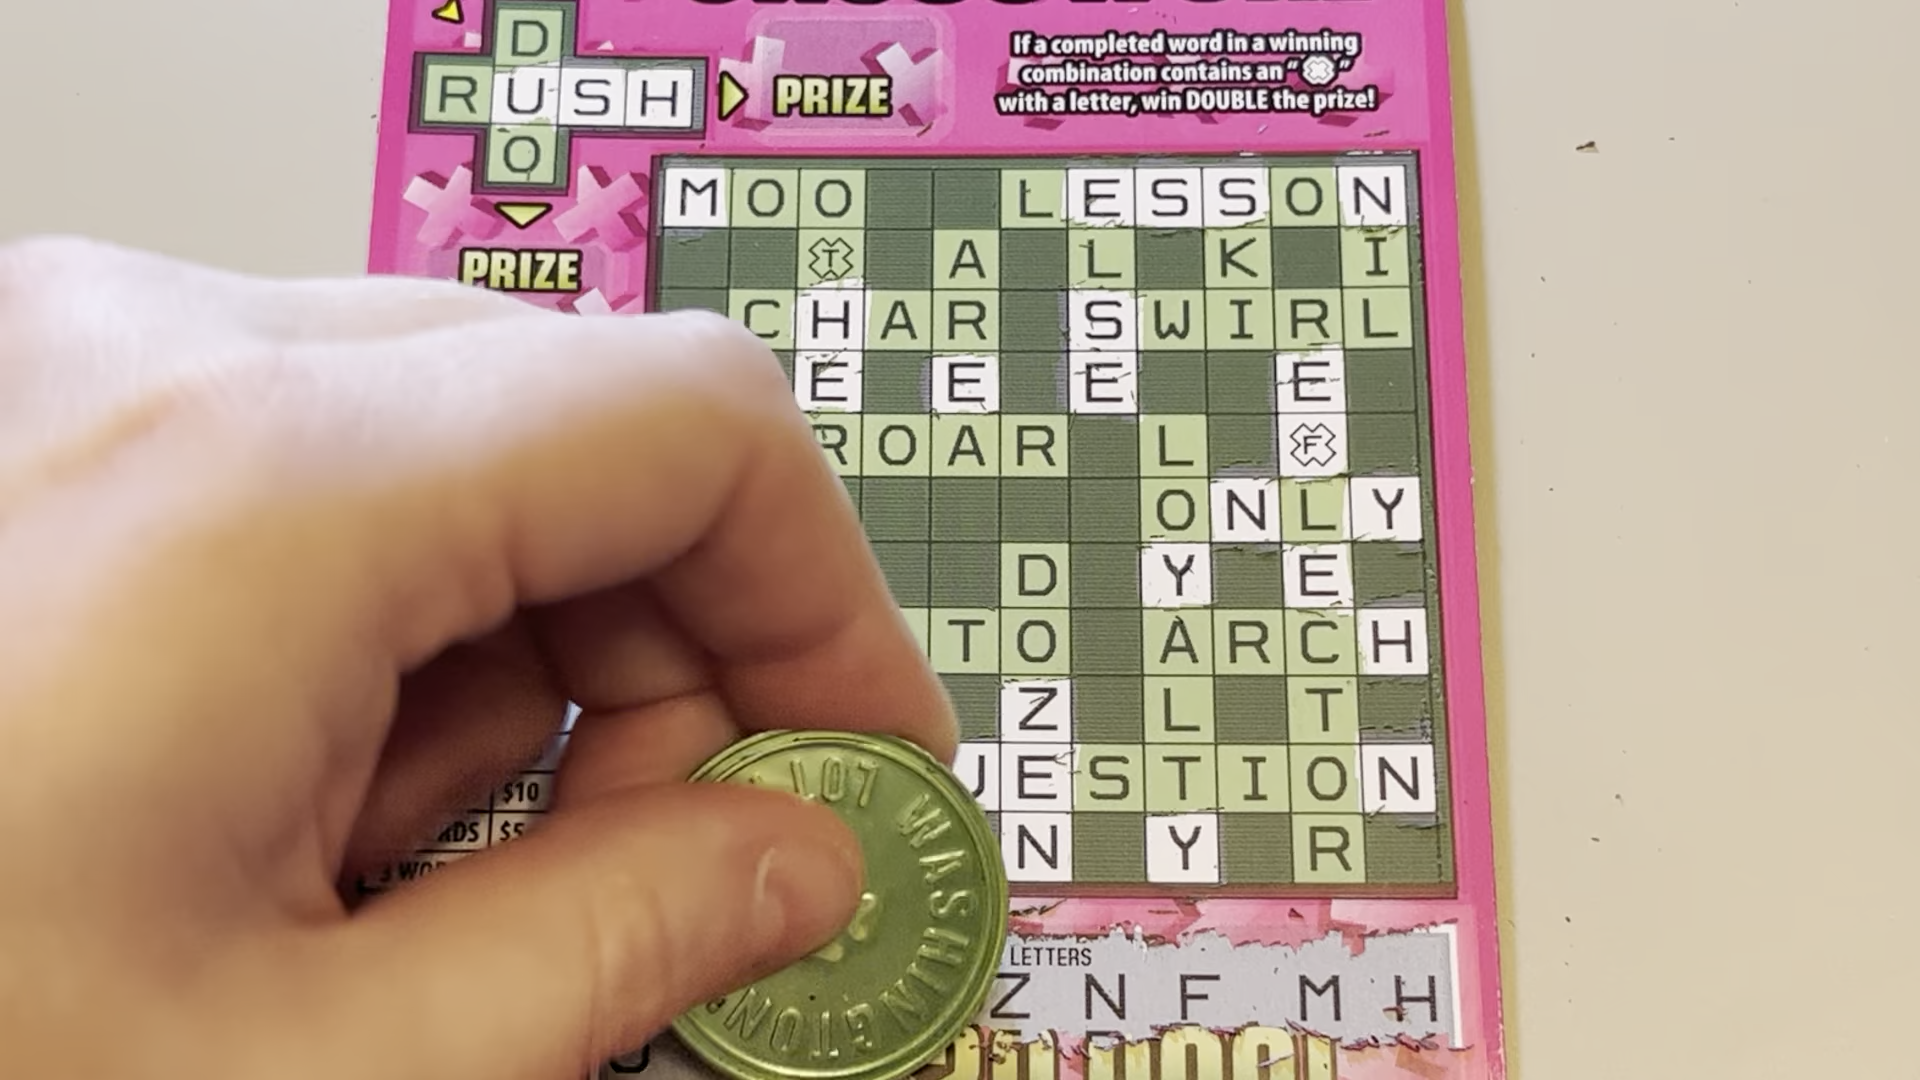 D
RUSH
O
PRIZE
PRIZE
If a completed word in a winning
combination contains an " "
with a letter, win DOUBLE the prize!
MOO LESSON
T A L K I
CHAR SWIRL
E E E E
ROAR L F
ONLY
D Y E
TO ARCH
Z L T
UESTION
N Y R
$10
$5
LETTERS
Z N F M H
LOT WASHINGTON